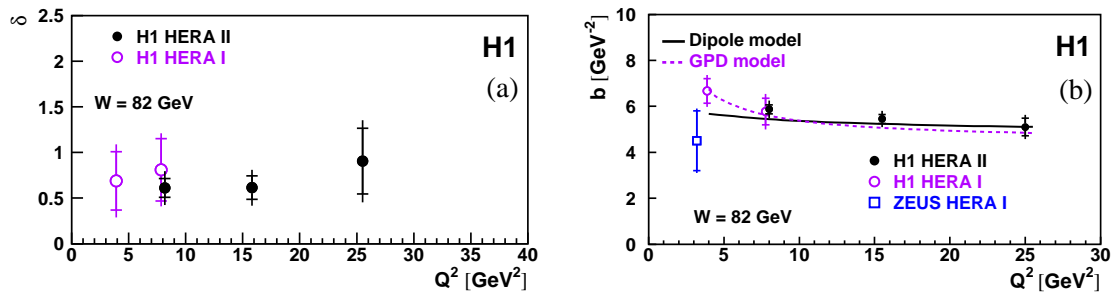 δ
2.5
2
1.5
1
0.5
0
H1 HERA II
H1 HERA I
H1
(a)
W = 82 GeV
0 5 10 15 20 25 30 35 40
Q² [GeV²]
b [GeV⁻²]
10
8
6
4
2
0
Dipole model
GPD model
H1
(b)
H1 HERA II
H1 HERA I
ZEUS HERA I
W = 82 GeV
0 5 10 15 20 25 30
Q² [GeV²]